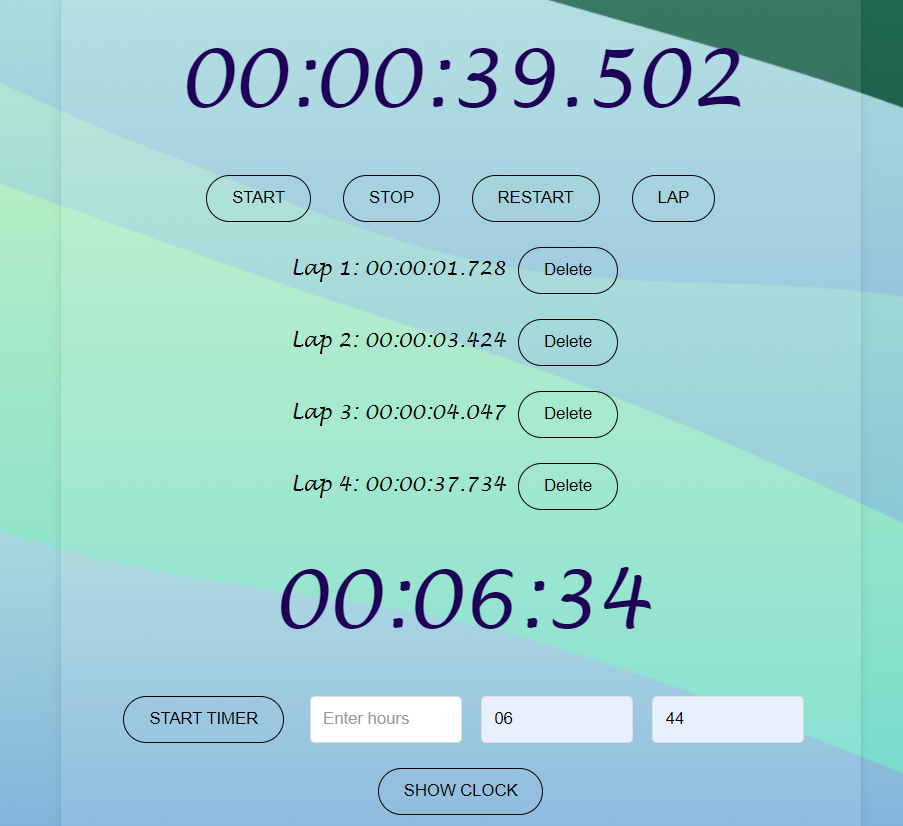 00:00:39.502
START STOP RESTART LAP
Lap 1: 00:00:01.728 Delete
Lap 2: 00:00:03.424 Delete
Lap 3: 00:00:04.047 Delete
Lap 4: 00:00:37.734 Delete
00:06:34
START TIMER Enter hours 06 44
SHOW CLOCK